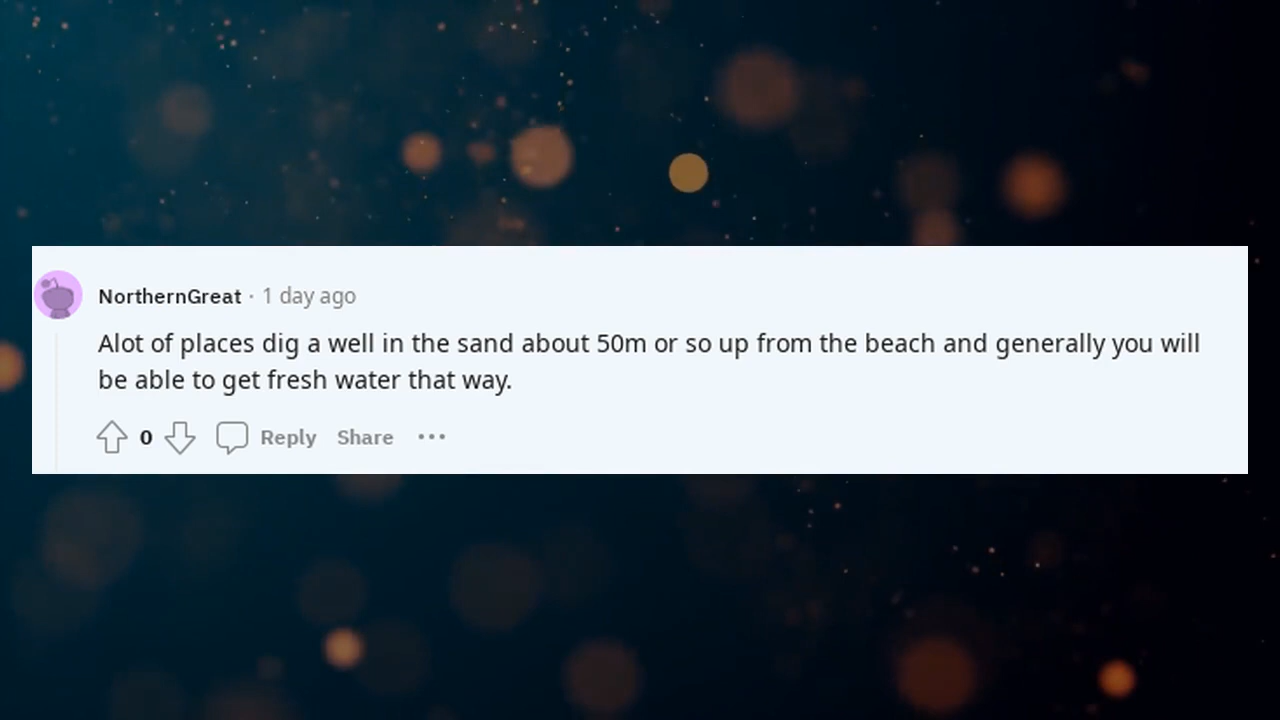 NorthernGreat · 1 day ago
Alot of places dig a well in the sand about 50m or so up from the beach and generally you will
be able to get fresh water that way.
0 Reply Share ...